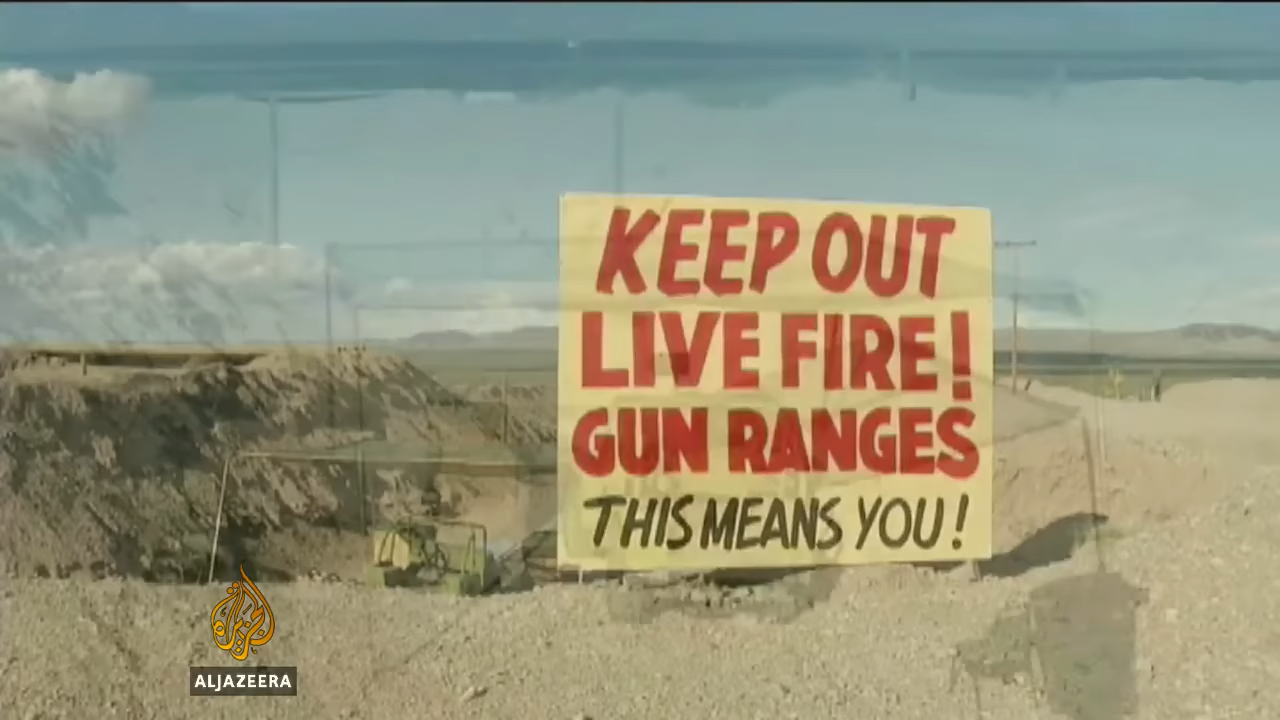 KEEP OUT
LIVE FIRE!
GUN RANGES
THIS MEANS YOU!
الجزيرة
ALJAZEERA